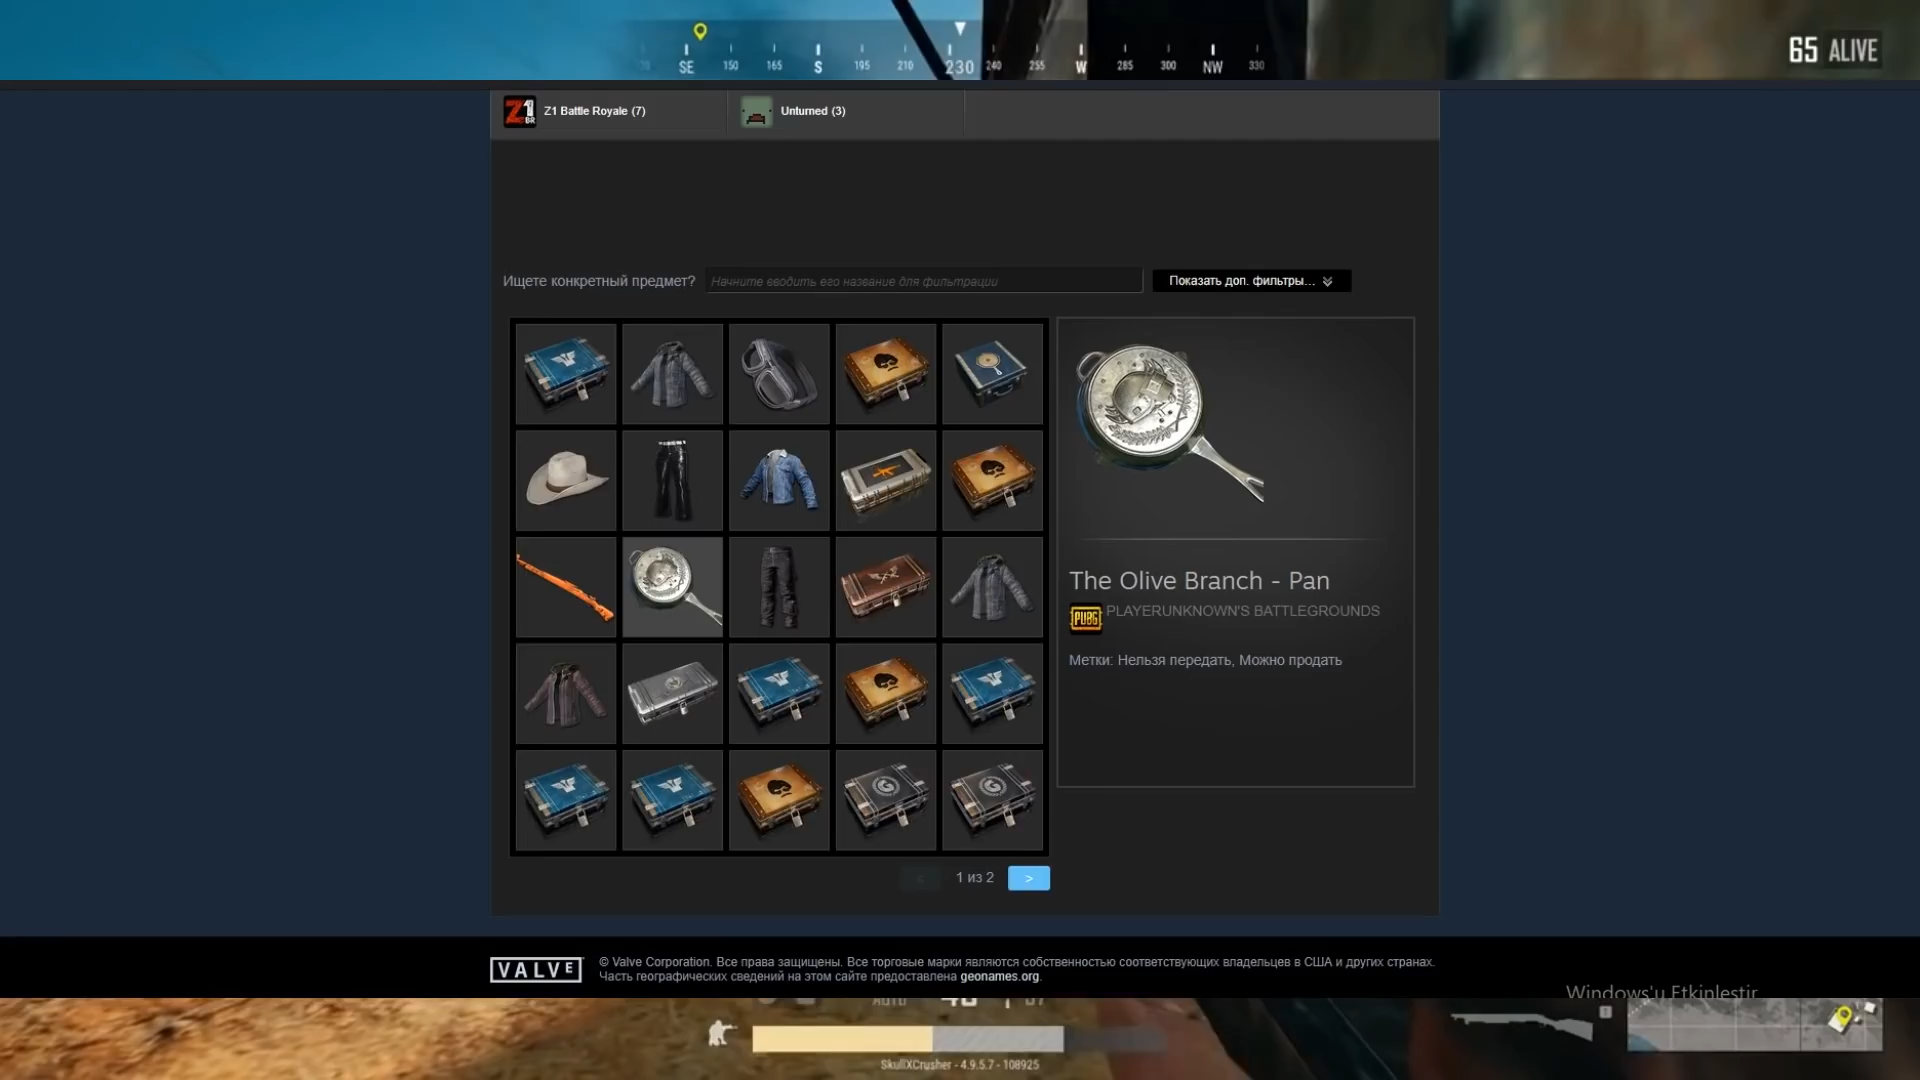 SE 150 165 S 195 210 230 240 255 W 285 300 NW 330
65 ALIVE
Z1 BR Z1 Battle Royale (7)
Unturned (3)
Ищете конкретный предмет?
Начните вводить его название для фильтрации
Показать доп. фильтры...
The Olive Branch - Pan
PUBG PLAYERUNKNOWN'S BATTLEGROUNDS
Метки: Нельзя передать, Можно продать
< 1 из 2 >
VALVE
© Valve Corporation. Все права защищены. Все торговые марки являются собственностью соответствующих владельцев в США и других странах.
Часть географических сведений на этом сайте предоставлена geonames.org.
Windows'u Etkinleştir
SkullXCrusher - 4.9.5.7 - 108925